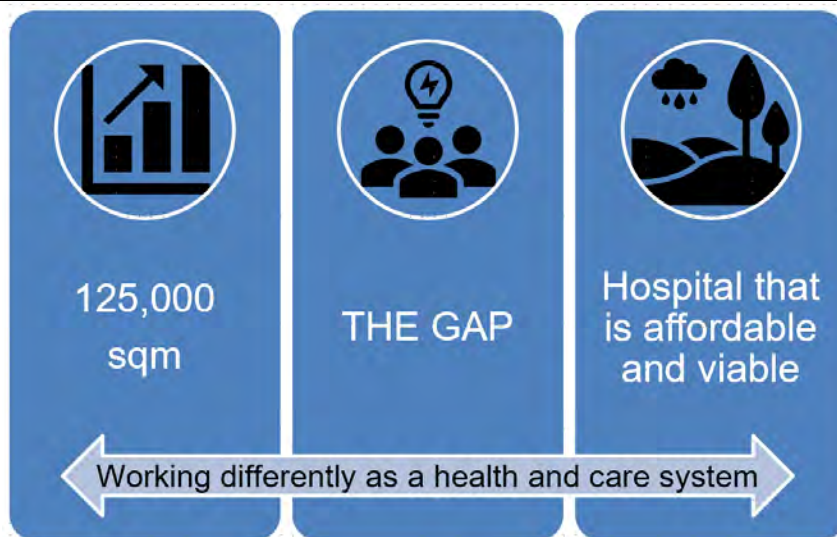 125,000
sqm
THE GAP
Hospital that
is affordable
and viable
Working differently as a health and care system